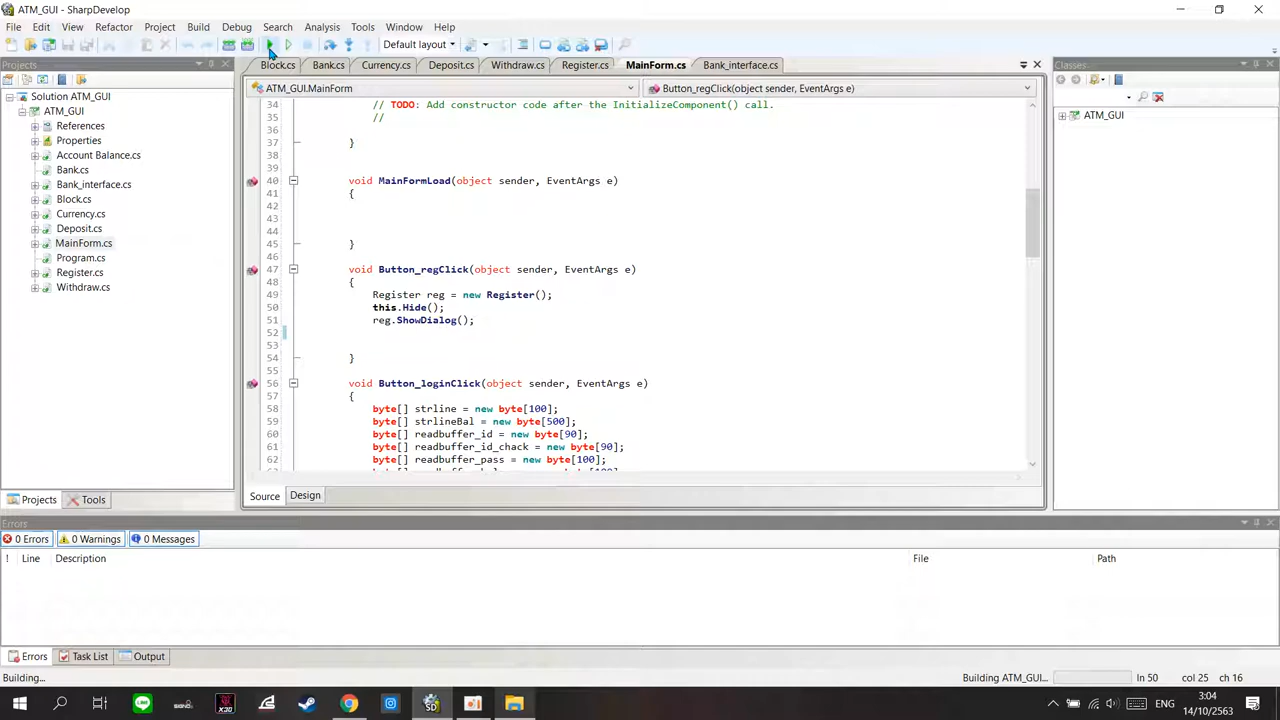 ATM_GUI - SharpDevelop
File Edit View Refactor Project Build Debug Search Analysis Tools Window Help
Default layout
Projects
Block.cs Bank.cs Currency.cs Deposit.cs Withdraw.cs Register.cs MainForm.cs Bank_interface.cs
Classes
ATM_GUI.MainForm
Button_regClick(object sender, EventArgs e)
Solution ATM_GUI
ATM_GUI
References
Properties
Account Balance.cs
Bank.cs
Bank_interface.cs
Block.cs
Currency.cs
Deposit.cs
MainForm.cs
Program.cs
Register.cs
Withdraw.cs
34 // TODO: Add constructor code after the InitializeComponent() call.
35 //
36
37 }
38
39
40 void MainFormLoad(object sender, EventArgs e)
41 {
42
43
44
45 }
46
47 void Button_regClick(object sender, EventArgs e)
48 {
49 Register reg = new Register();
50 this.Hide();
51 reg.ShowDialog();
52
53
54 }
55
56 void Button_loginClick(object sender, EventArgs e)
57 {
58 byte[] strline = new byte[100];
59 byte[] strlineBal = new byte[500];
60 byte[] readbuffer_id = new byte[90];
61 byte[] readbuffer_id_chack = new byte[90];
62 byte[] readbuffer_pass = new byte[100];
ATM_GUI
Projects Tools
Source Design
Errors
0 Errors 0 Warnings 0 Messages
! Line Description File Path
Errors Task List Output
Building... Building ATM_GUI... ln 50 col 25 ch 16
ENG
3:04
14/10/2563